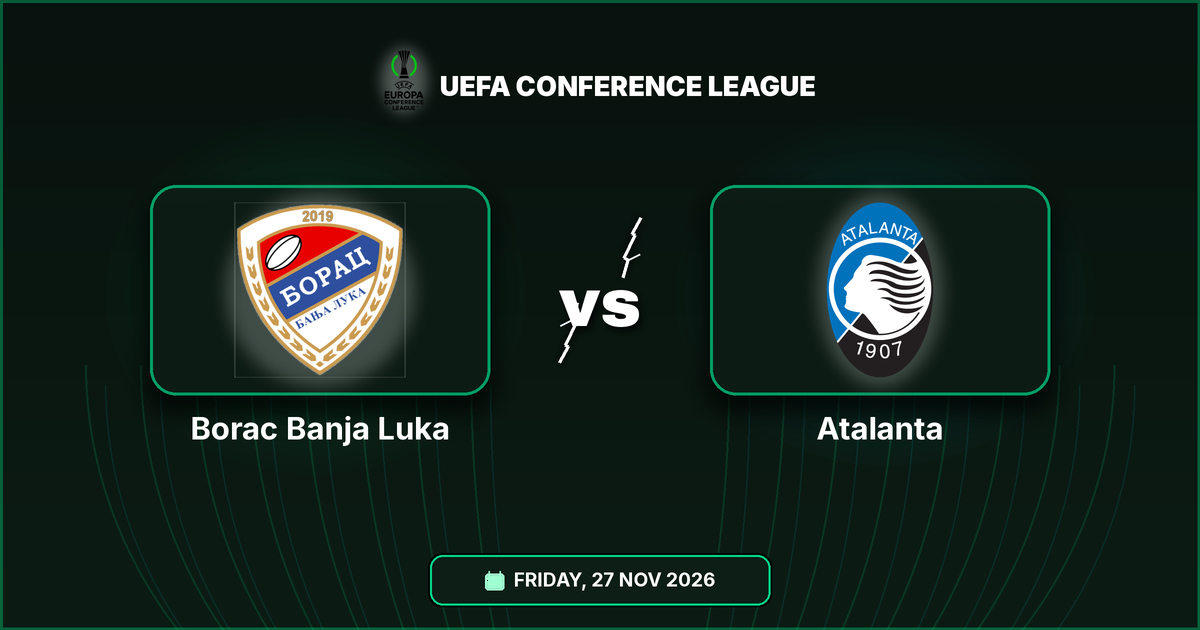 UEFA
EUROPA
CONFERENCE
LEAGUE
UEFA CONFERENCE LEAGUE
2019
БОРАЦ
БАЊА ЛУКА
VS
ATALANTA
1907
Borac Banja Luka
Atalanta
FRIDAY, 27 NOV 2026